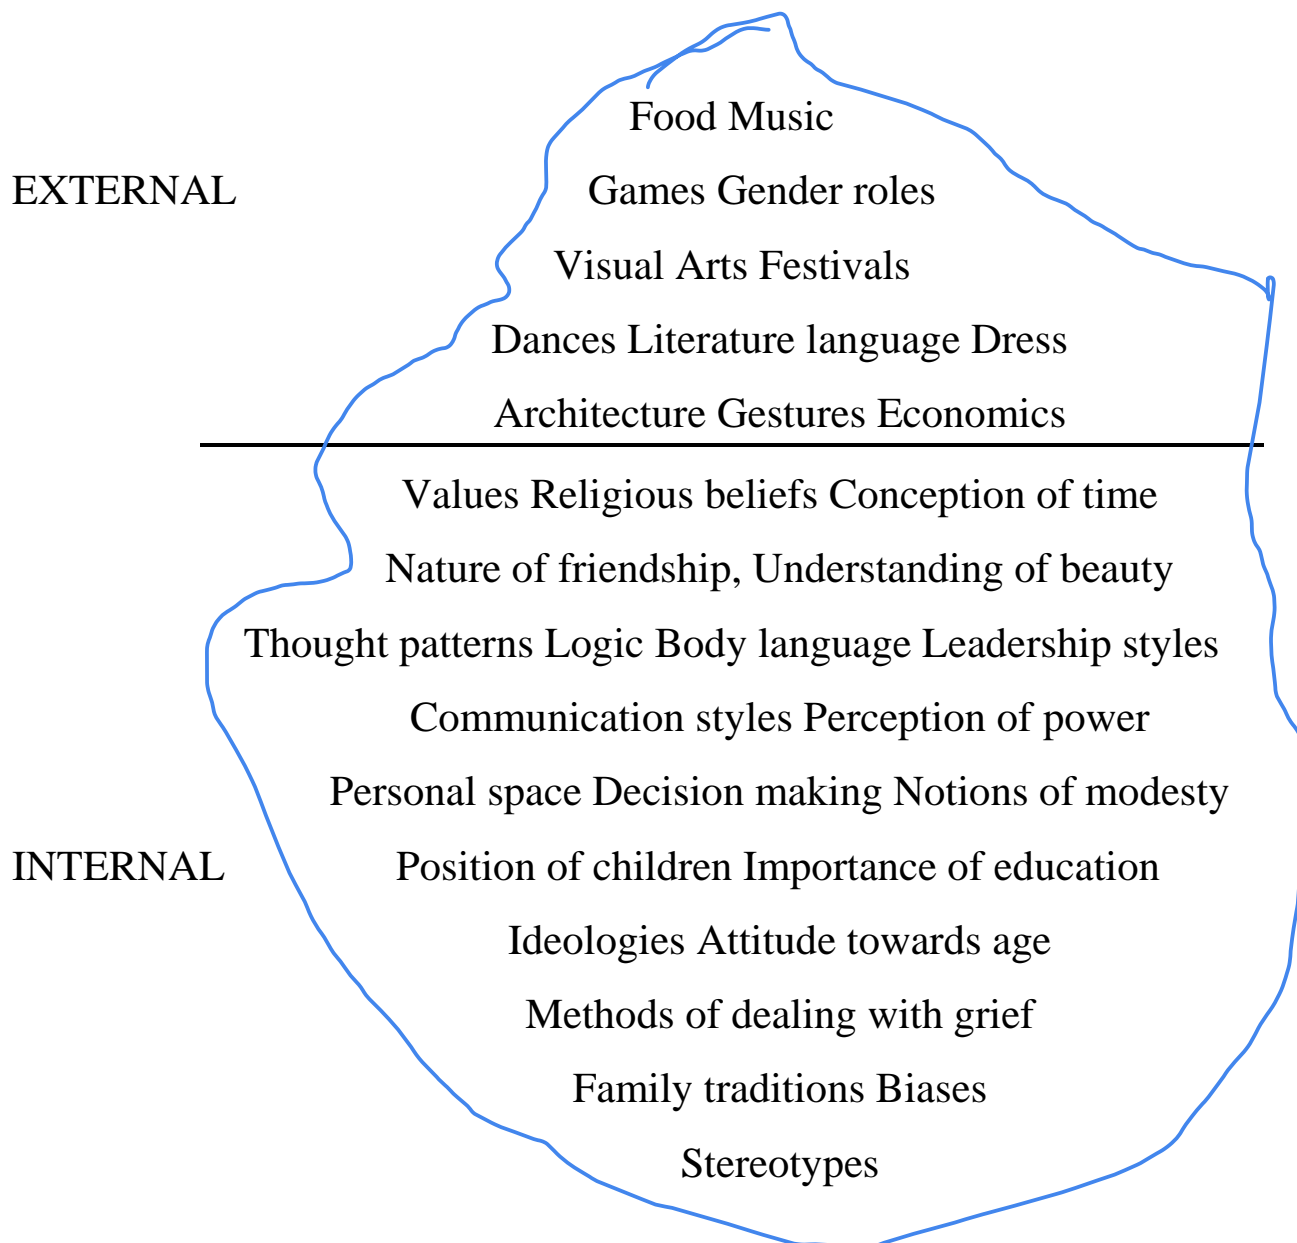 Food Music
EXTERNAL Games Gender roles
Visual Arts Festivals
Dances Literature language Dress
Architecture Gestures Economics
Values Religious beliefs Conception of time
Nature of friendship, Understanding of beauty
Thought patterns Logic Body language Leadership styles
Communication styles Perception of power
Personal space Decision making Notions of modesty
INTERNAL Position of children Importance of education
Ideologies Attitude towards age
Methods of dealing with grief
Family traditions Biases
Stereotypes